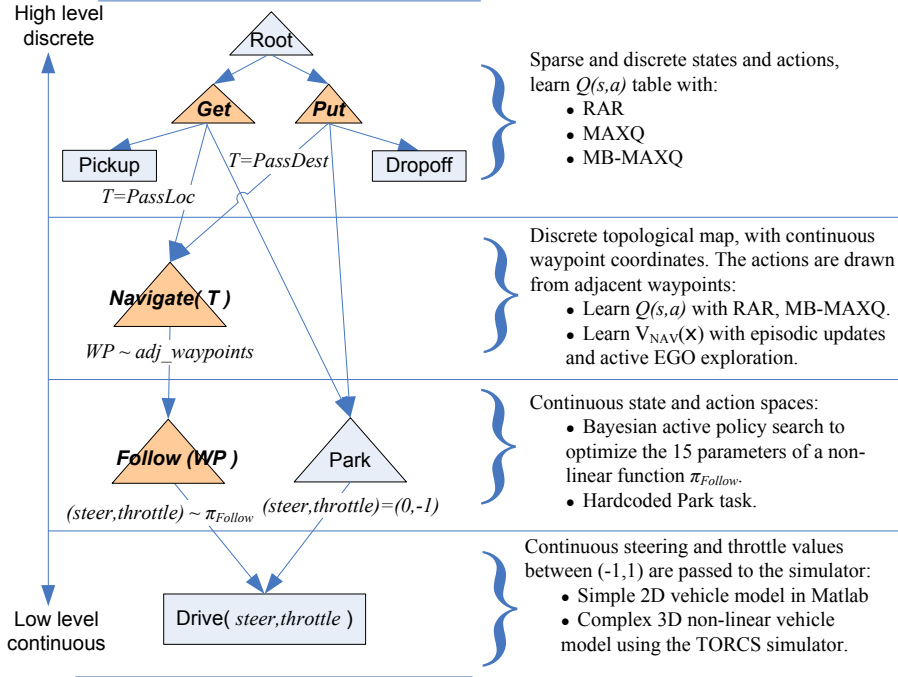 High level
discrete
Root
Get
Put
Pickup
T=PassDest
Dropoff
T=PassLoc
Sparse and discrete states and actions,
learn Q(s,a) table with:
• RAR
• MAXQ
• MB-MAXQ
Navigate( T )
WP ~ adj_waypoints
Discrete topological map, with continuous
waypoint coordinates. The actions are drawn
from adjacent waypoints:
• Learn Q(s,a) with RAR, MB-MAXQ.
• Learn V_NAV(x) with episodic updates
and active EGO exploration.
Follow (WP )
Park
(steer,throttle) ~ π_Follow
(steer,throttle)=(0,-1)
Continuous state and action spaces:
• Bayesian active policy search to
optimize the 15 parameters of a non-
linear function π_Follow.
• Hardcoded Park task.
Drive( steer,throttle )
Low level
continuous
Continuous steering and throttle values
between (-1,1) are passed to the simulator:
• Simple 2D vehicle model in Matlab
• Complex 3D non-linear vehicle
model using the TORCS simulator.